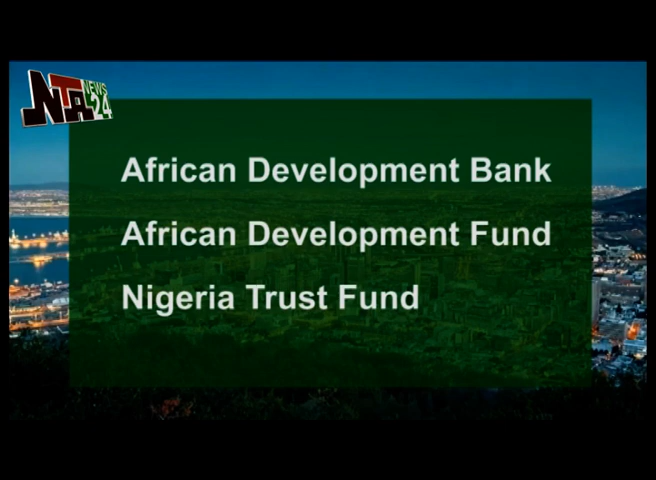 NTA NEWS
24
African Development Bank
African Development Fund
Nigeria Trust Fund